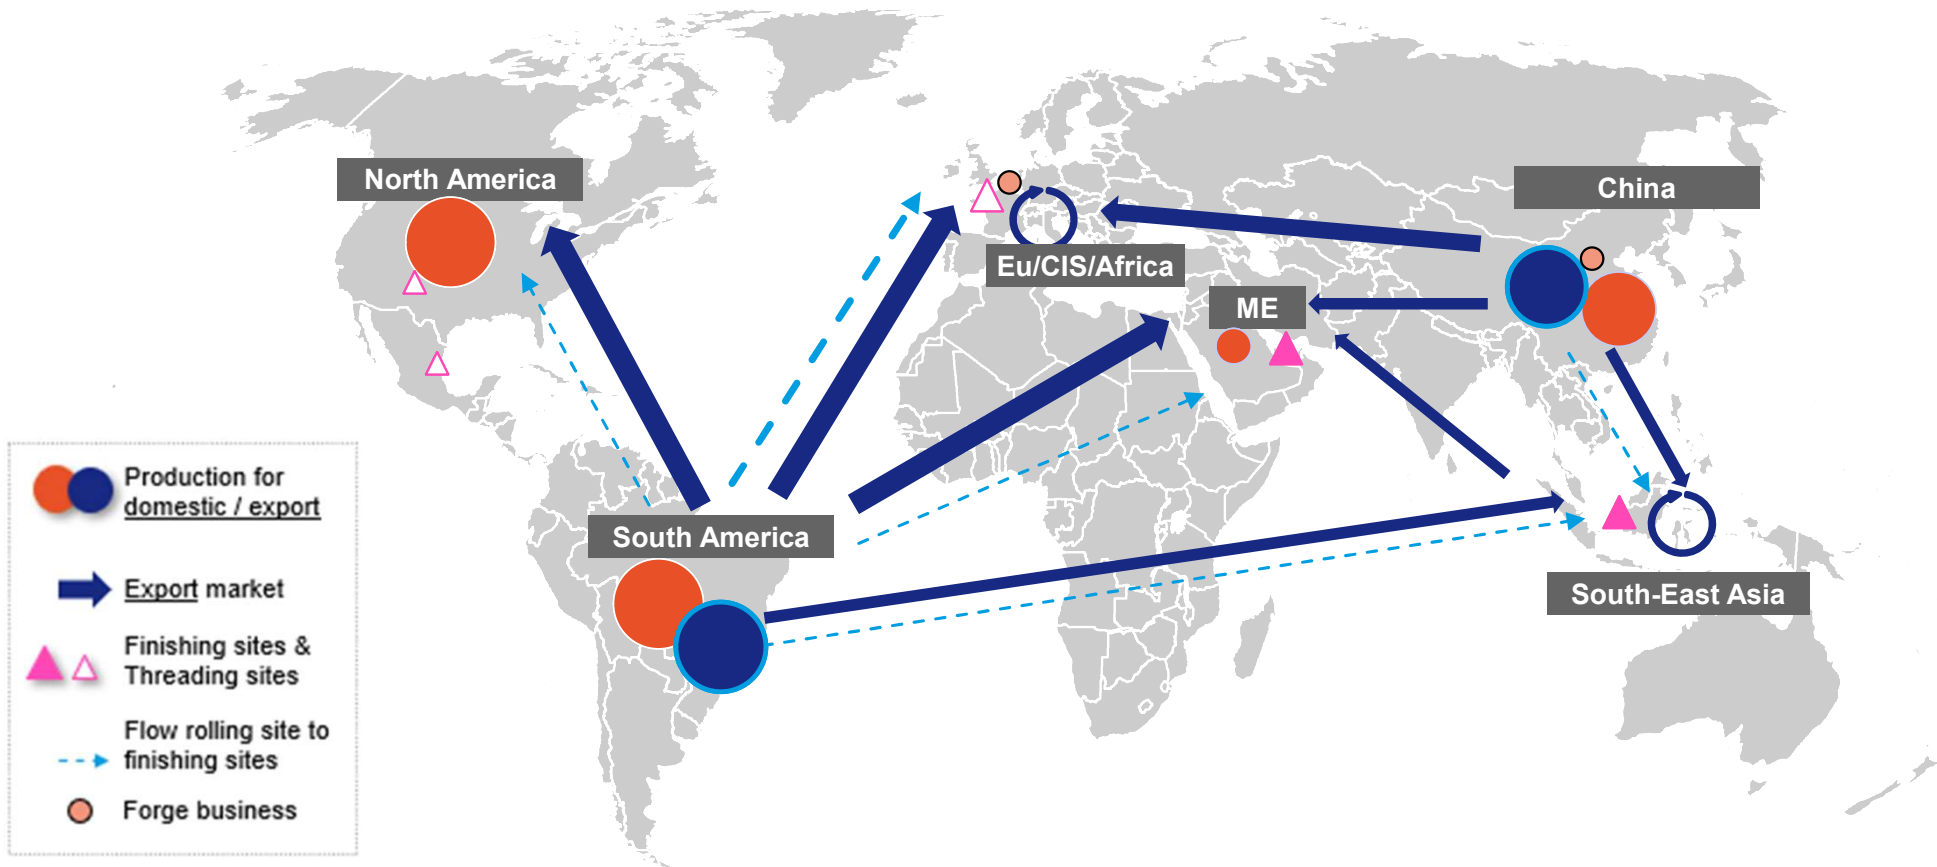 North America
China
Eu/CIS/Africa
ME
South America
South-East Asia
Production for
domestic / export
Export market
Finishing sites &
Threading sites
Flow rolling site to
finishing sites
Forge business